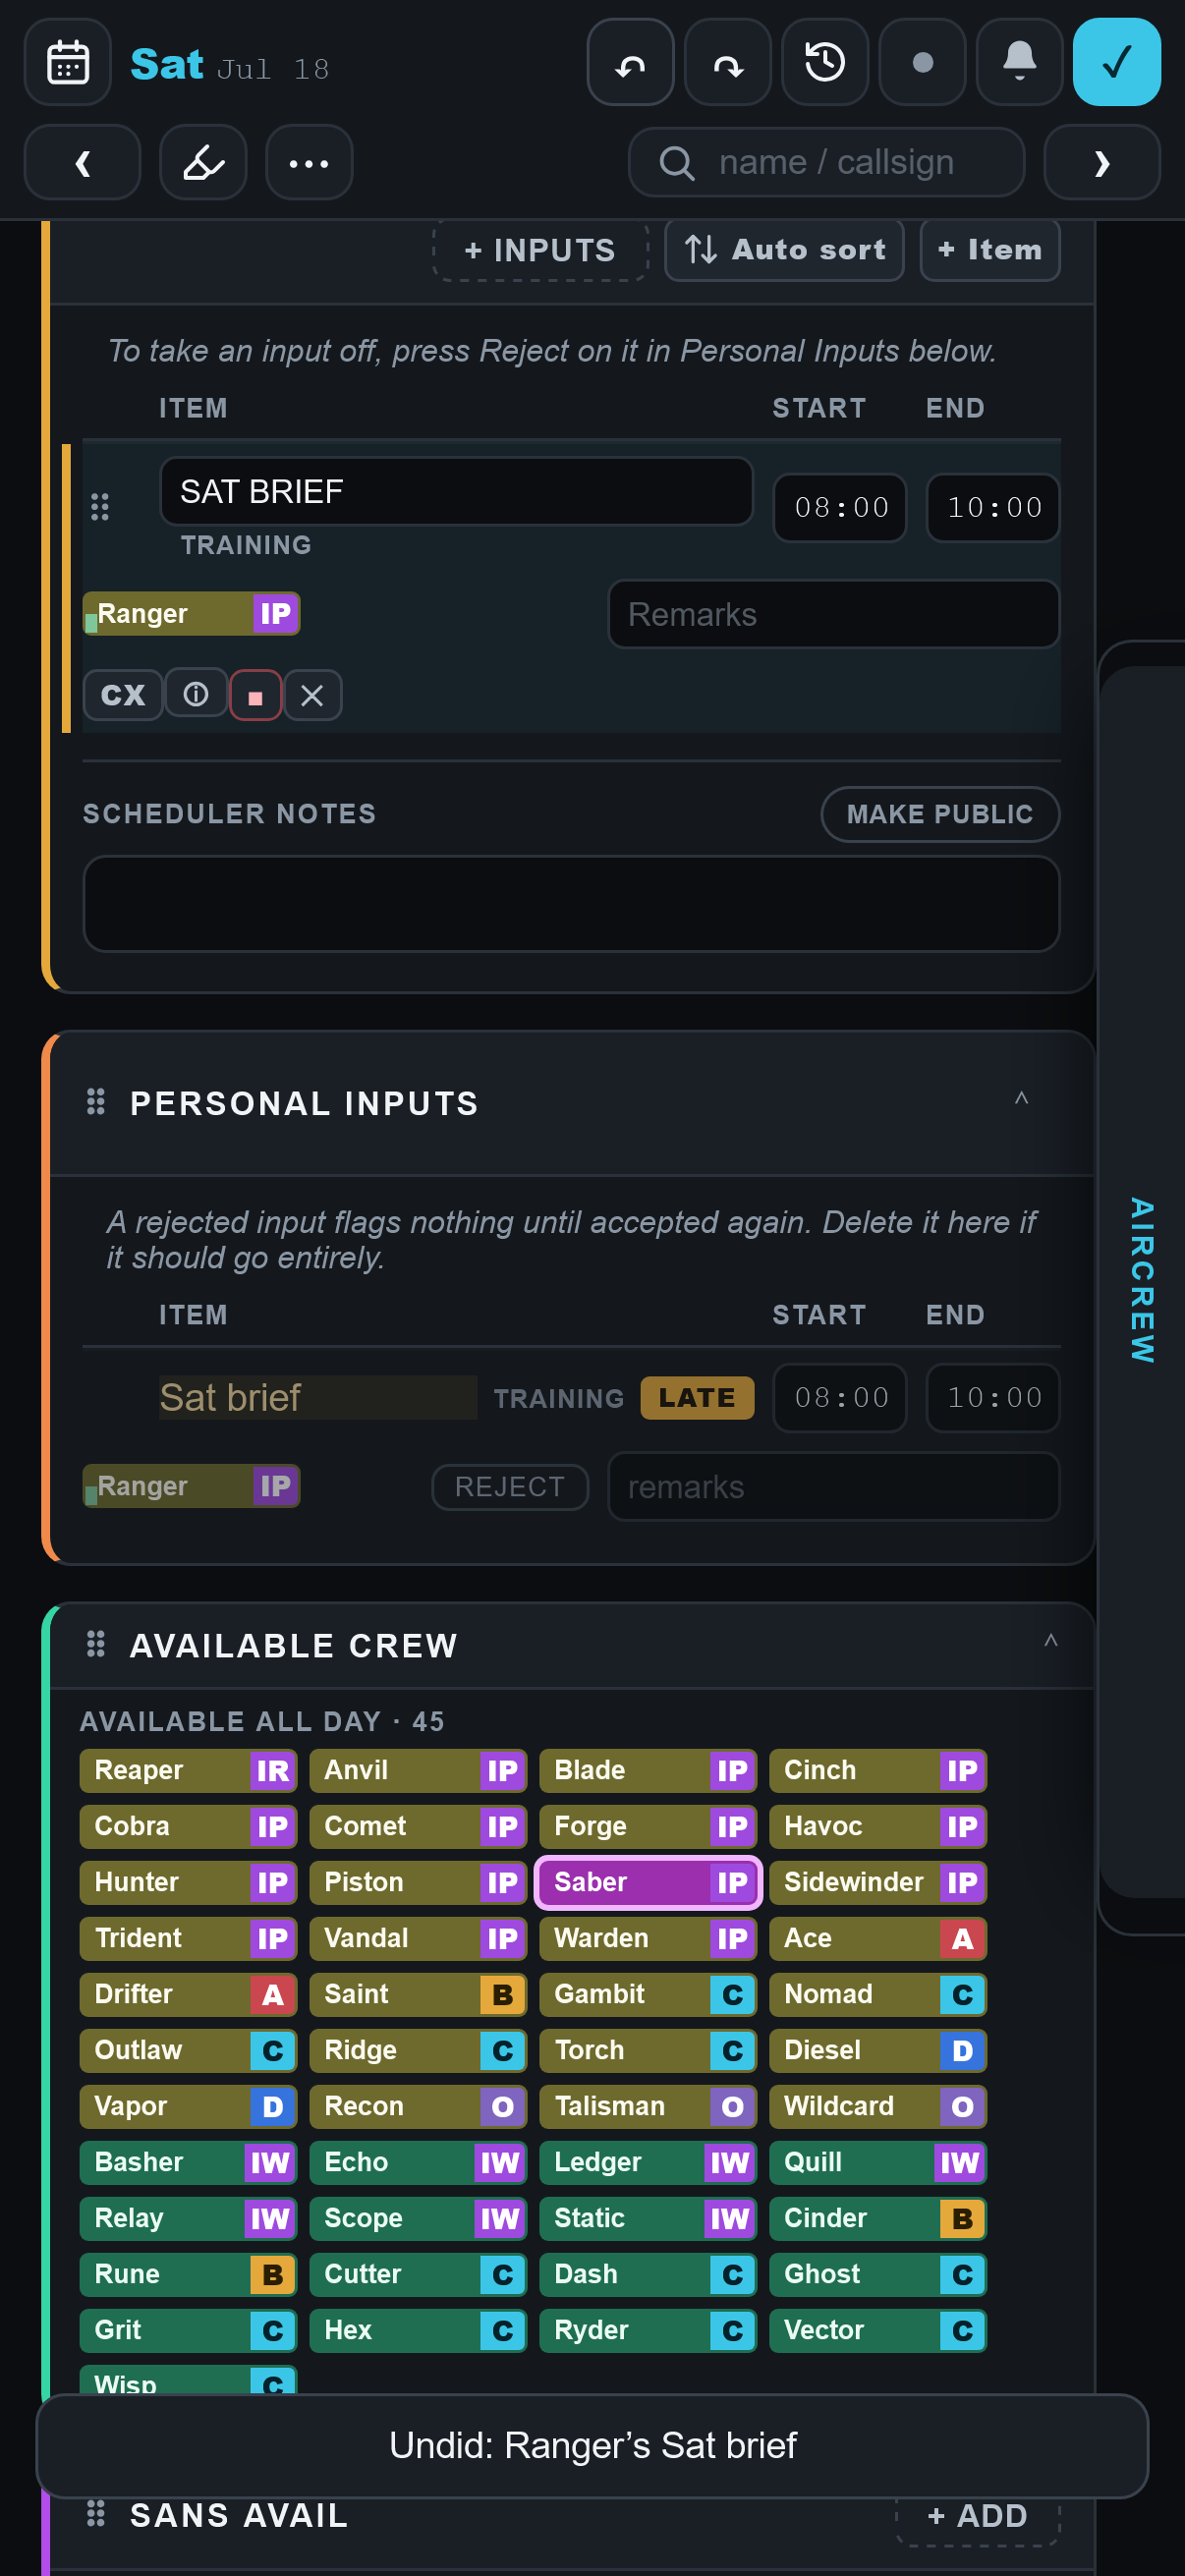 Sat Jul 18
name / callsign
+ INPUTS Auto sort + Item
To take an input off, press Reject on it in Personal Inputs below.
ITEM START END
SAT BRIEF 08:00 10:00
TRAINING
Ranger IP Remarks
CX
SCHEDULER NOTES MAKE PUBLIC
PERSONAL INPUTS
A rejected input flags nothing until accepted again. Delete it here if
it should go entirely.
ITEM START END
Sat brief TRAINING LATE 08:00 10:00
Ranger IP REJECT remarks
AIRCREW
AVAILABLE CREW
AVAILABLE ALL DAY · 45
Reaper IR Anvil IP Blade IP Cinch IP
Cobra IP Comet IP Forge IP Havoc IP
Hunter IP Piston IP Saber IP Sidewinder IP
Trident IP Vandal IP Warden IP Ace A
Drifter A Saint B Gambit C Nomad C
Outlaw C Ridge C Torch C Diesel D
Vapor D Recon O Talisman O Wildcard O
Basher IW Echo IW Ledger IW Quill IW
Relay IW Scope IW Static IW Cinder B
Rune B Cutter C Dash C Ghost C
Grit C Hex C Ryder C Vector C
Wisp C
Undid: Ranger’s Sat brief
SANS AVAIL + ADD